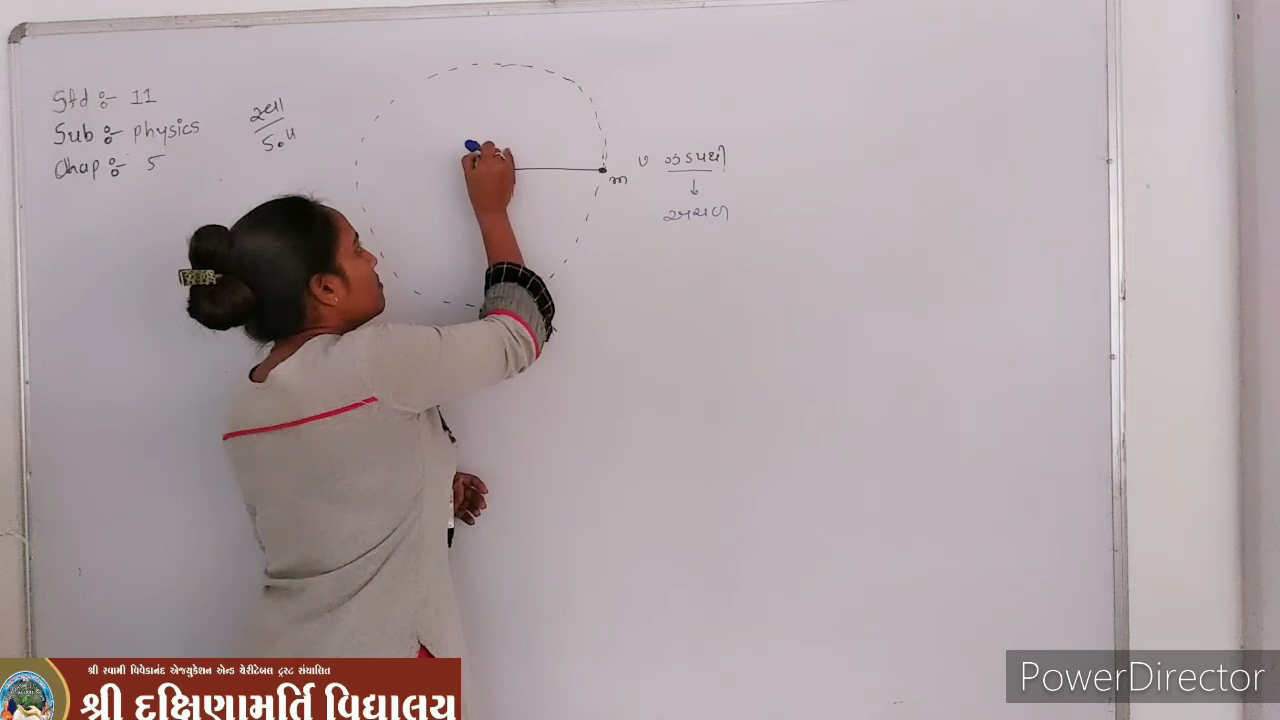 Std :- 11
Sub :- physics
Chap :- 5
5.4
m
v ઝડપથી
↓
અચળ
શ્રી સ્વામી વિવેકાનંદ એજ્યુકેશન એન્ડ ચેરીટેબલ ટ્રસ્ટ સંચાલિત
શ્રી દક્ષિણામૂર્તિ વિદ્યાલય
PowerDirector